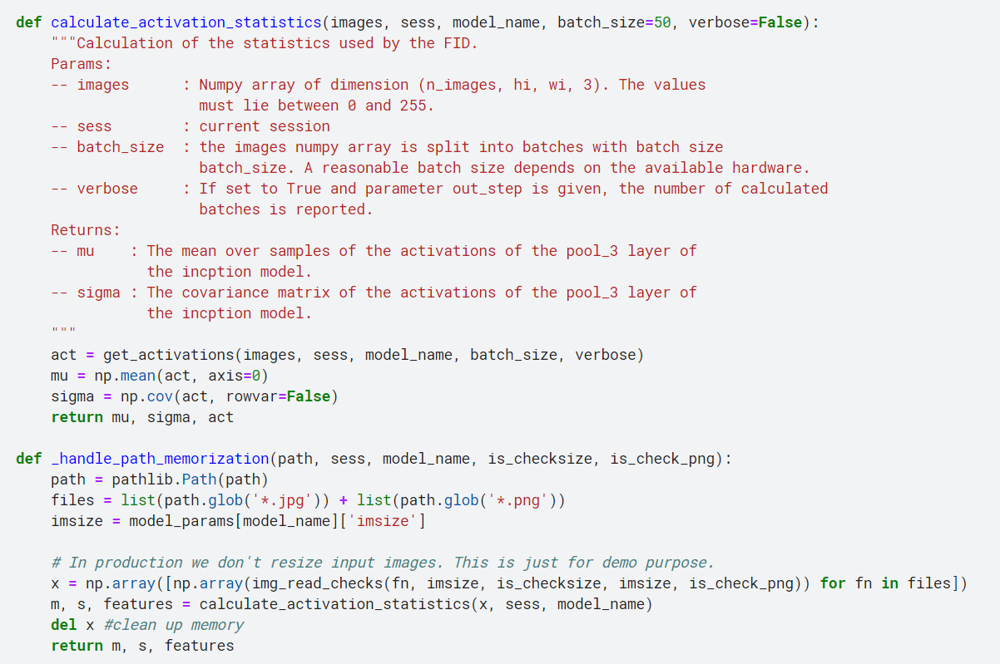 def calculate_activation_statistics(images, sess, model_name, batch_size=50, verbose=False):
    """Calculation of the statistics used by the FID.
    Params:
    -- images      : Numpy array of dimension (n_images, hi, wi, 3). The values
                     must lie between 0 and 255.
    -- sess        : current session
    -- batch_size  : the images numpy array is split into batches with batch size
                     batch_size. A reasonable batch size depends on the available hardware.
    -- verbose     : If set to True and parameter out_step is given, the number of calculated
                     batches is reported.
    Returns:
    -- mu    : The mean over samples of the activations of the pool_3 layer of
               the incption model.
    -- sigma : The covariance matrix of the activations of the pool_3 layer of
               the incption model.
    """
    act = get_activations(images, sess, model_name, batch_size, verbose)
    mu = np.mean(act, axis=0)
    sigma = np.cov(act, rowvar=False)
    return mu, sigma, act

def _handle_path_memorization(path, sess, model_name, is_checksize, is_check_png):
    path = pathlib.Path(path)
    files = list(path.glob('*.jpg')) + list(path.glob('*.png'))
    imsize = model_params[model_name]['imsize']

    # In production we don't resize input images. This is just for demo purpose.
    x = np.array([np.array(img_read_checks(fn, imsize, is_checksize, imsize, is_check_png)) for fn in files])
    m, s, features = calculate_activation_statistics(x, sess, model_name)
    del x #clean up memory
    return m, s, features